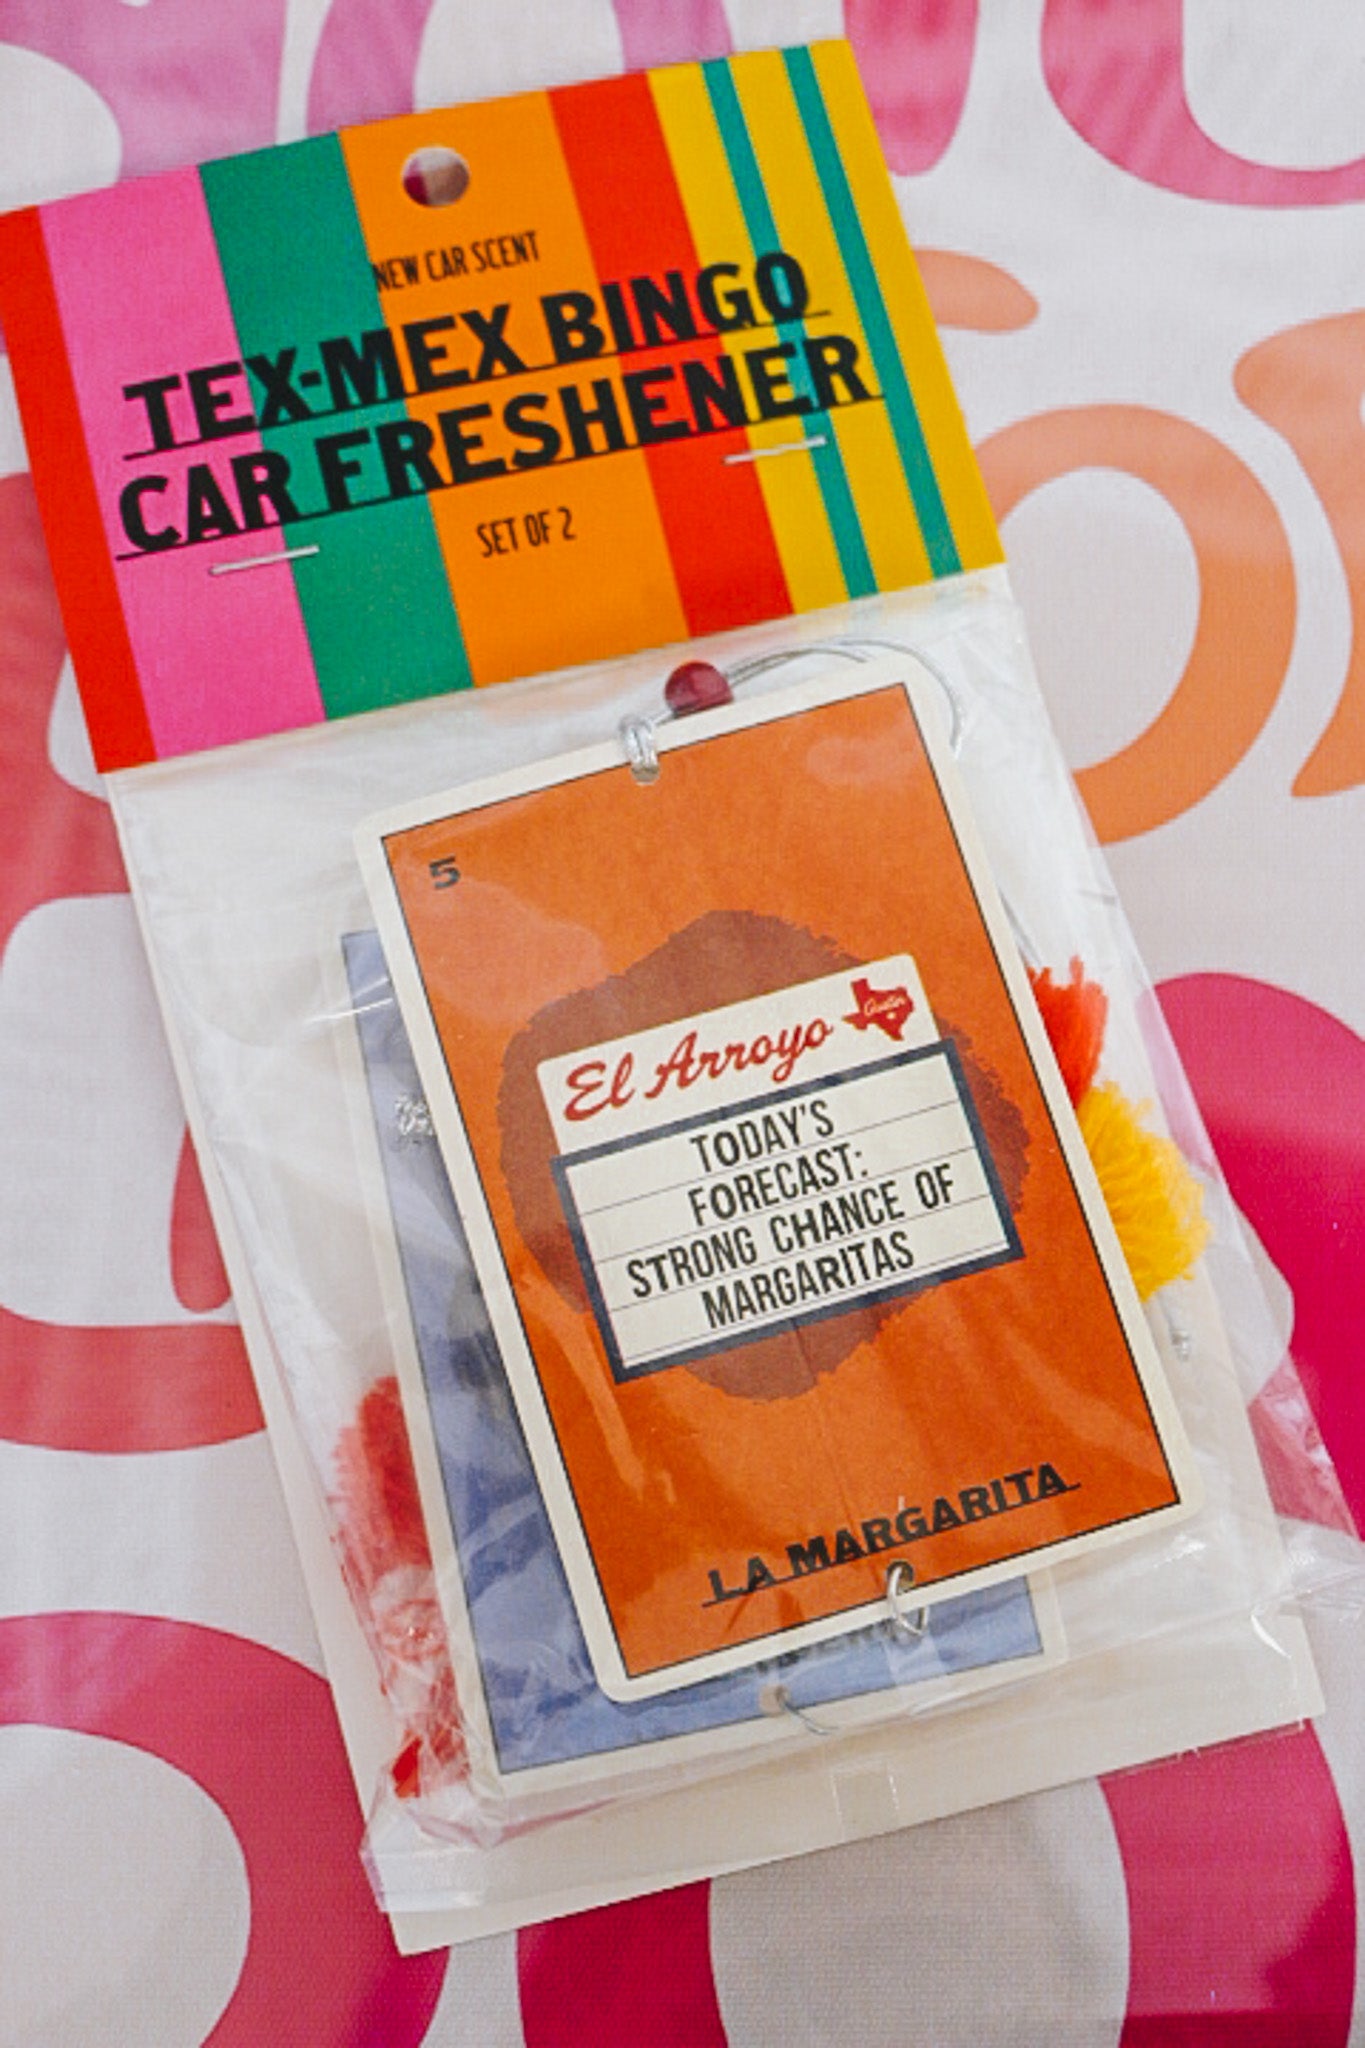 NEW CAR SCENT
TEX-MEX BINGO
CAR FRESHENER
SET OF 2
5
El Arroyo
Austin
TODAY'S
FORECAST:
STRONG CHANCE OF
MARGARITAS
LA MARGARITA